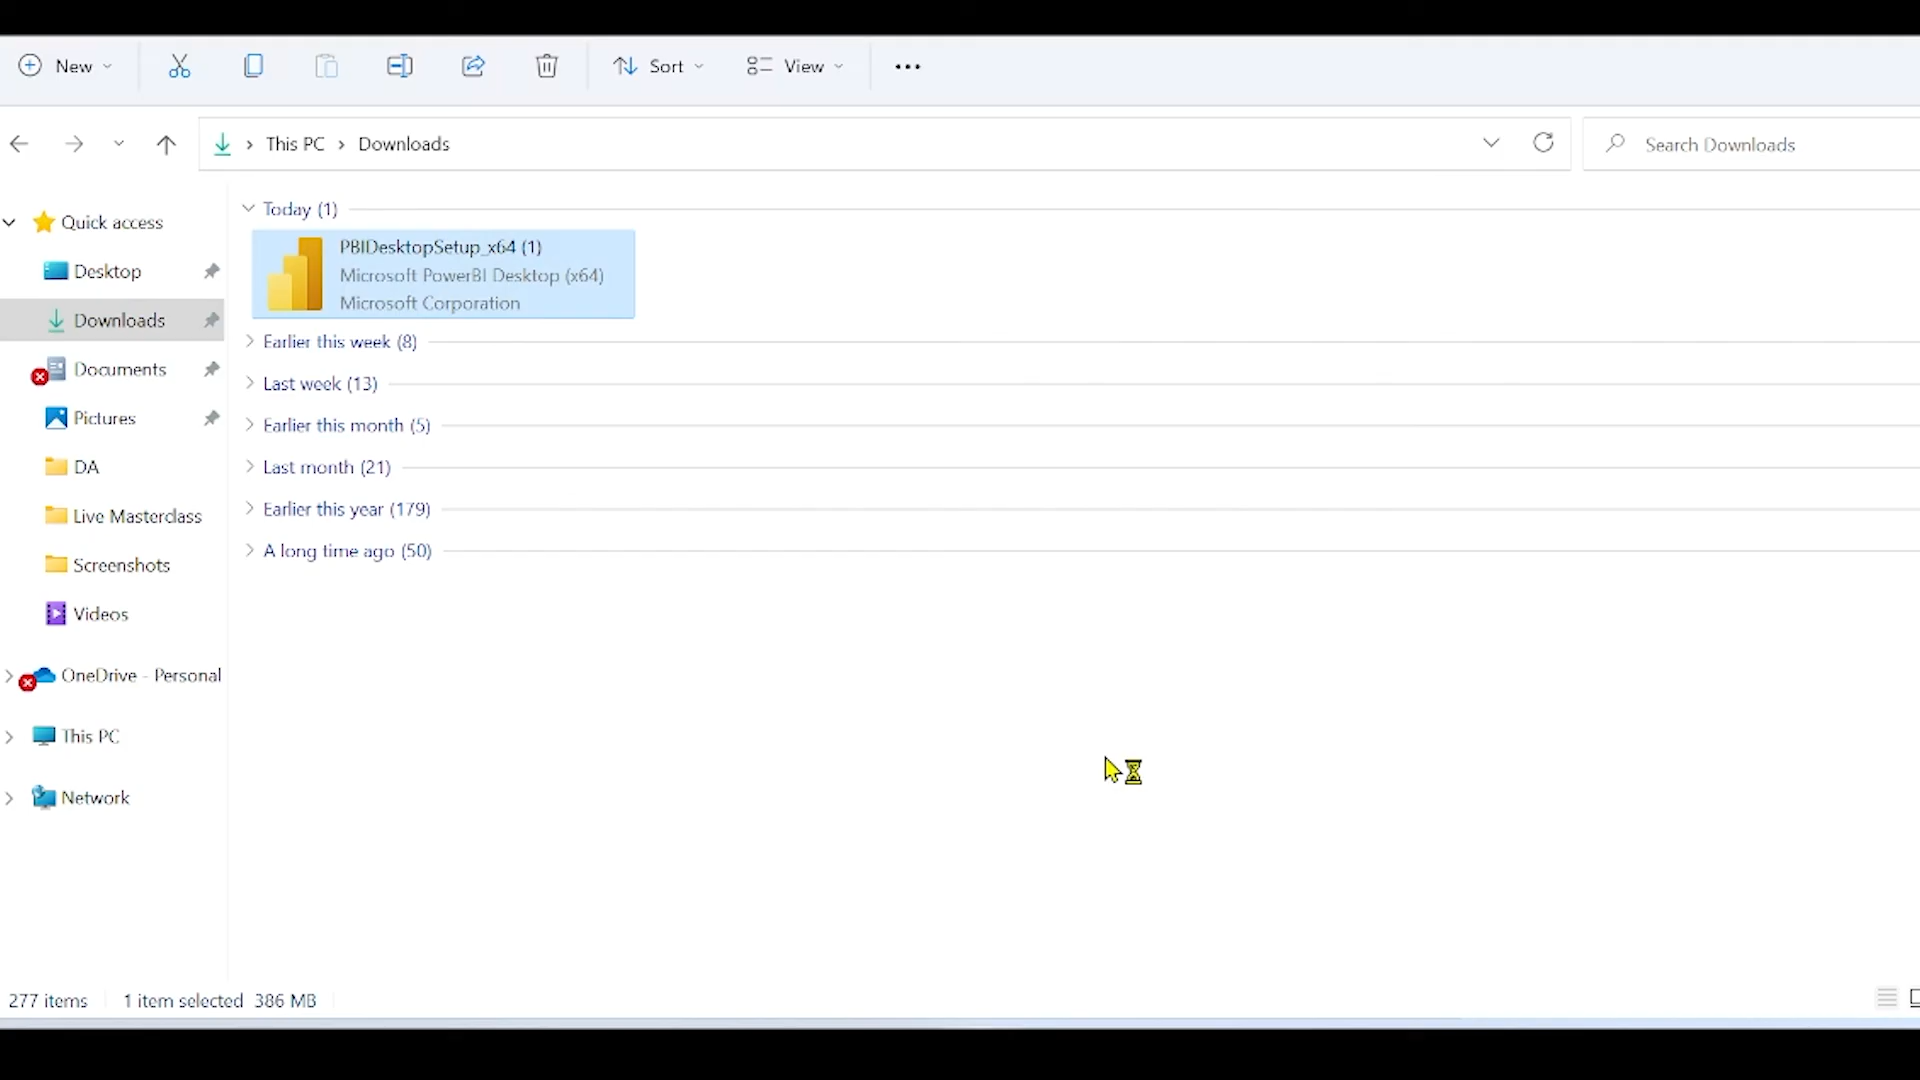 New
Sort
View
This PC
Downloads
Search Downloads
Quick access
Desktop
Downloads
Documents
Pictures
DA
Live Masterclass
Screenshots
Videos
OneDrive - Personal
This PC
Network
Today (1)
PBIDesktopSetup_x64 (1)
Microsoft PowerBI Desktop (x64)
Microsoft Corporation
Earlier this week (8)
Last week (13)
Earlier this month (5)
Last month (21)
Earlier this year (179)
A long time ago (50)
277 items
1 item selected 386 MB